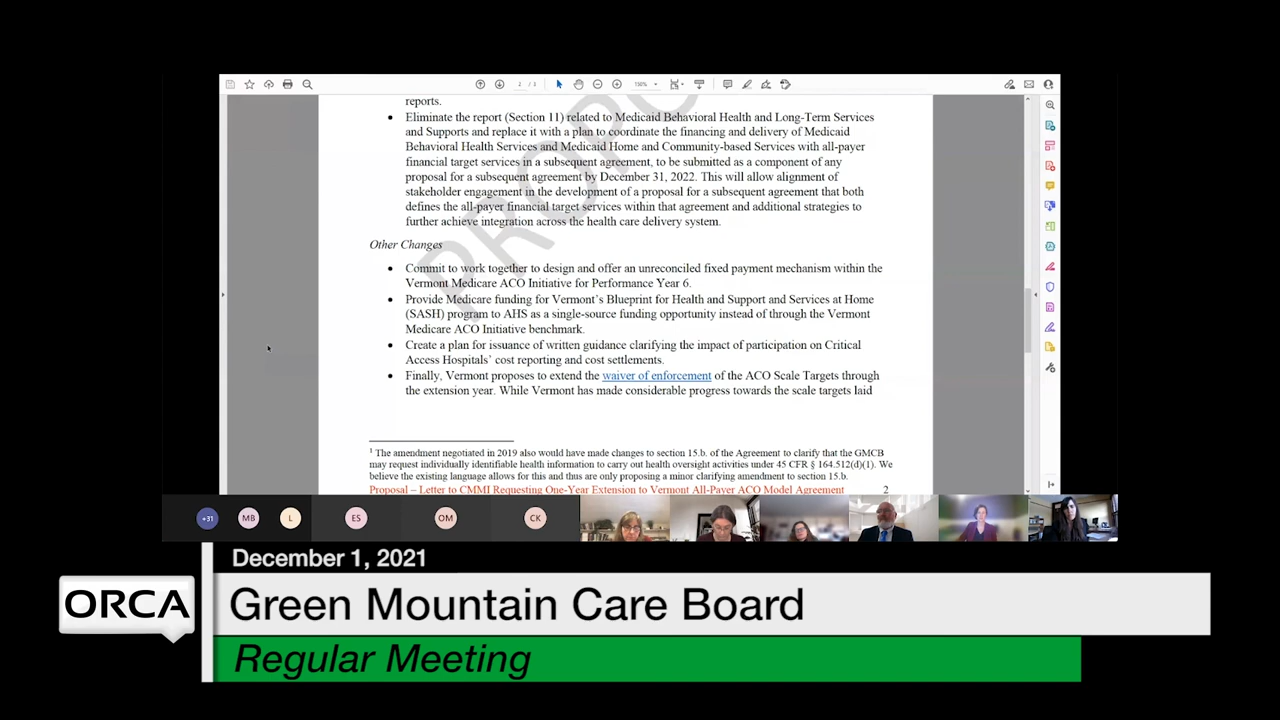 2 / 3
136%
PROPO
reports.
• Eliminate the report (Section 11) related to Medicaid Behavioral Health and Long-Term Services
and Supports and replace it with a plan to coordinate the financing and delivery of Medicaid
Behavioral Health Services and Medicaid Home and Community-based Services with all-payer
financial target services in a subsequent agreement, to be submitted as a component of any
proposal for a subsequent agreement by December 31, 2022. This will allow alignment of
stakeholder engagement in the development of a proposal for a subsequent agreement that both
defines the all-payer financial target services within that agreement and additional strategies to
further achieve integration across the health care delivery system.
Other Changes
• Commit to work together to design and offer an unreconciled fixed payment mechanism within the
Vermont Medicare ACO Initiative for Performance Year 6.
• Provide Medicare funding for Vermont's Blueprint for Health and Support and Services at Home
(SASH) program to AHS as a single-source funding opportunity instead of through the Vermont
Medicare ACO Initiative benchmark.
• Create a plan for issuance of written guidance clarifying the impact of participation on Critical
Access Hospitals' cost reporting and cost settlements.
• Finally, Vermont proposes to extend the waiver of enforcement of the ACO Scale Targets through
the extension year. While Vermont has made considerable progress towards the scale targets laid
1 The amendment negotiated in 2019 also would have made changes to section 15.b. of the Agreement to clarify that the GMCB
may request individually identifiable health information to carry out health oversight activities under 45 CFR § 164.512(d)(1). We
believe the existing language allows for this and thus are only proposing a minor clarifying amendment to section 15.b.
Proposal – Letter to CMMI Requesting One-Year Extension to Vermont All-Payer ACO Model Agreement 2
+31 MB L ES OM CK
December 1, 2021
ORCA
Green Mountain Care Board
Regular Meeting